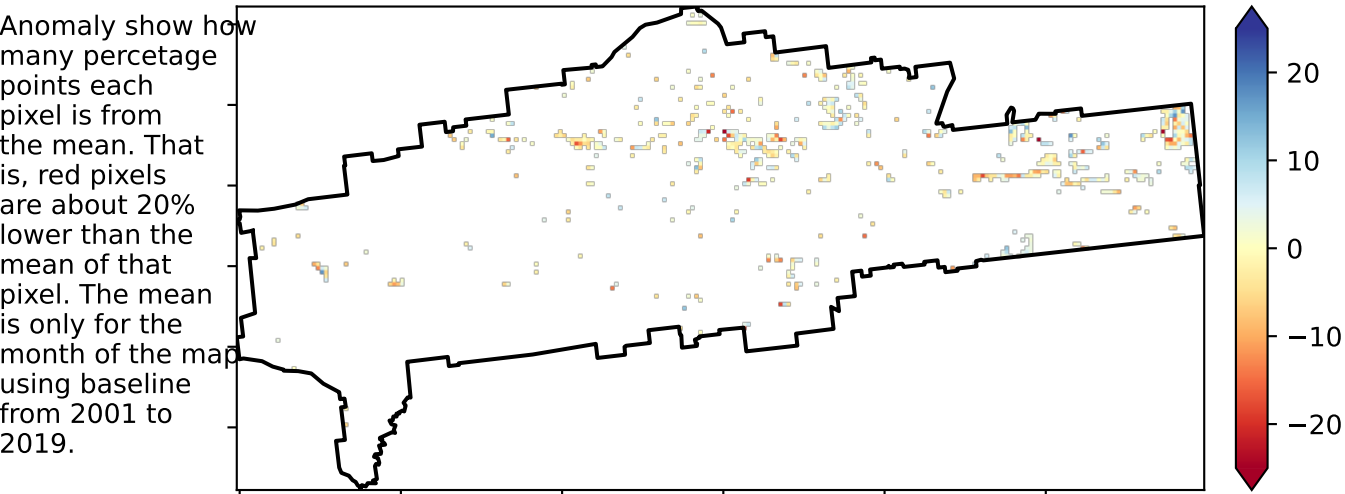 Anomaly show how
many percetage
points each
pixel is from
the mean. That
is, red pixels
are about 20%
lower than the
mean of that
pixel. The mean
is only for the
month of the map
using baseline
from 2001 to
2019.
20
10
0
−10
−20